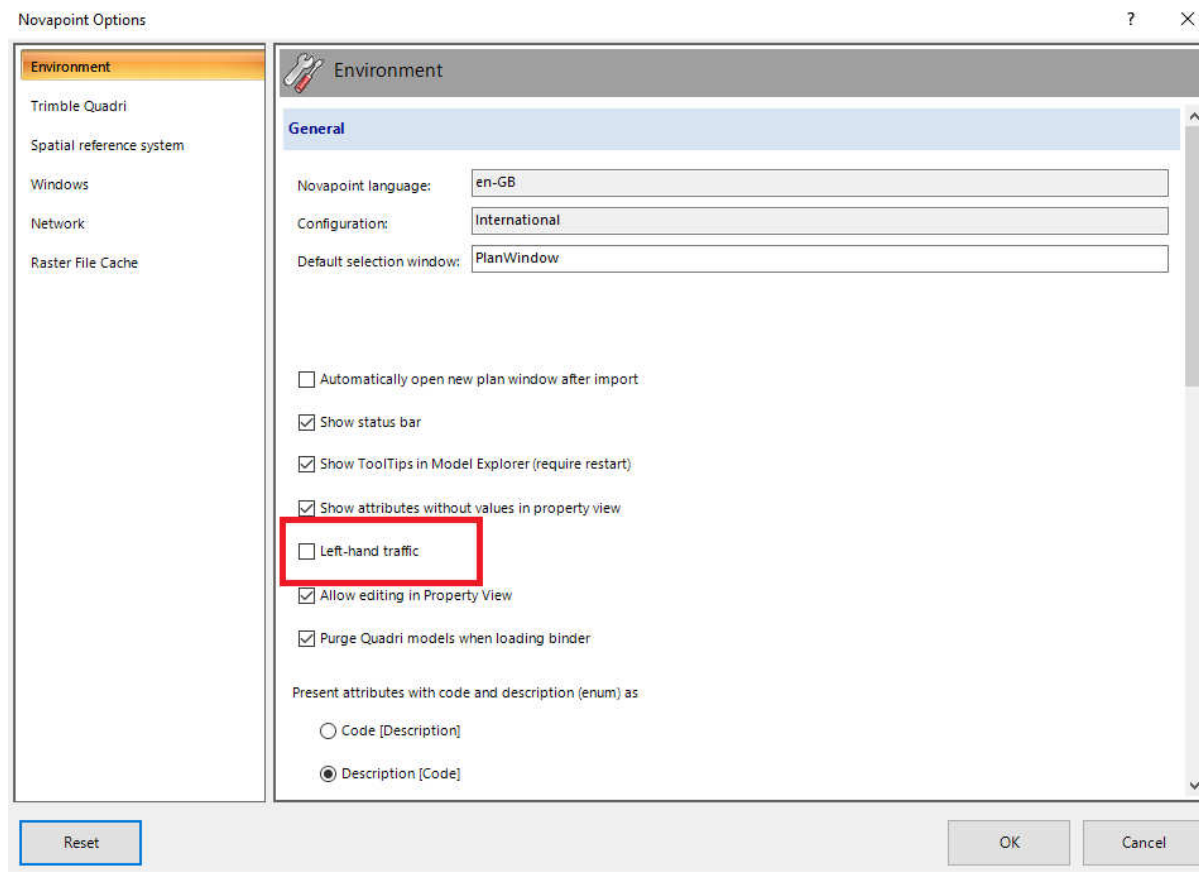 Novapoint Options
?
Environment
Trimble Quadri
Spatial reference system
Windows
Network
Raster File Cache
Environment
General
Novapoint language: en-GB
Configuration: International
Default selection window: PlanWindow
Automatically open new plan window after import
Show status bar
Show ToolTips in Model Explorer (require restart)
Show attributes without values in property view
Left-hand traffic
Allow editing in Property View
Purge Quadri models when loading binder
Present attributes with code and description (enum) as
Code [Description]
Description [Code]
Reset
OK
Cancel